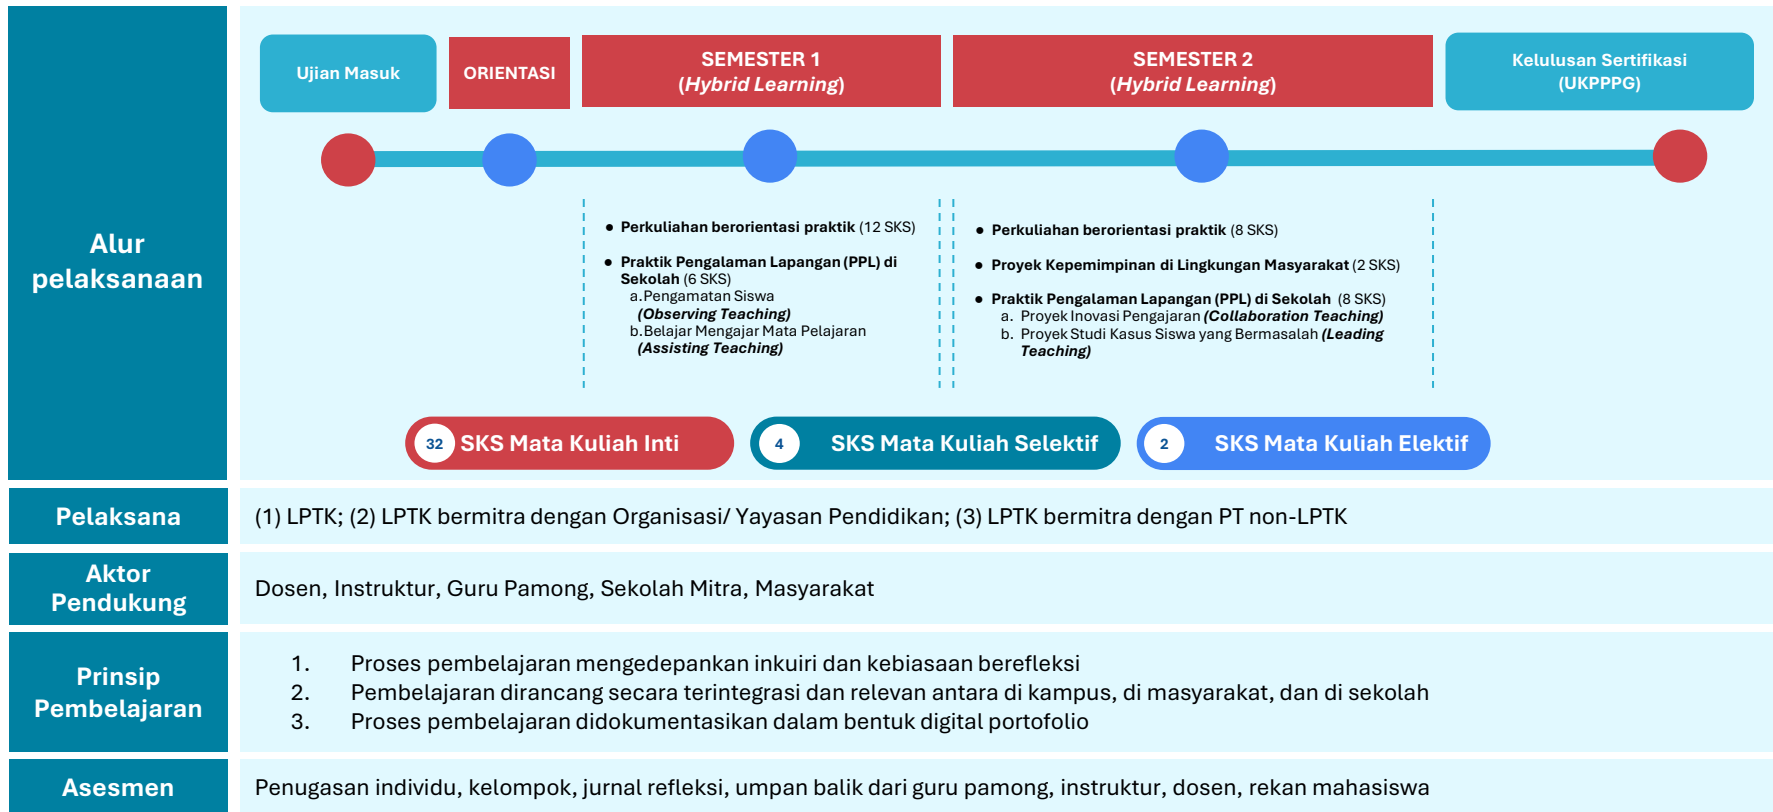 Alur
pelaksanaan
Ujian Masuk
ORIENTASI
SEMESTER 1
(Hybrid Learning)
SEMESTER 2
(Hybrid Learning)
Kelulusan Sertifikasi
(UKPPPG)
● Perkuliahan berorientasi praktik (12 SKS)
● Praktik Pengalaman Lapangan (PPL) di
Sekolah (6 SKS)
a.Pengamatan Siswa
(Observing Teaching)
b.Belajar Mengajar Mata Pelajaran
(Assisting Teaching)
● Perkuliahan berorientasi praktik (8 SKS)
● Proyek Kepemimpinan di Lingkungan Masyarakat (2 SKS)
● Praktik Pengalaman Lapangan (PPL) di Sekolah (8 SKS)
a. Proyek Inovasi Pengajaran (Collaboration Teaching)
b. Proyek Studi Kasus Siswa yang Bermasalah (Leading
Teaching)
32 SKS Mata Kuliah Inti
4 SKS Mata Kuliah Selektif
2 SKS Mata Kuliah Elektif
Pelaksana
(1) LPTK; (2) LPTK bermitra dengan Organisasi/ Yayasan Pendidikan; (3) LPTK bermitra dengan PT non-LPTK
Aktor
Pendukung
Dosen, Instruktur, Guru Pamong, Sekolah Mitra, Masyarakat
Prinsip
Pembelajaran
1. Proses pembelajaran mengedepankan inkuiri dan kebiasaan berefleksi
2. Pembelajaran dirancang secara terintegrasi dan relevan antara di kampus, di masyarakat, dan di sekolah
3. Proses pembelajaran didokumentasikan dalam bentuk digital portofolio
Asesmen
Penugasan individu, kelompok, jurnal refleksi, umpan balik dari guru pamong, instruktur, dosen, rekan mahasiswa